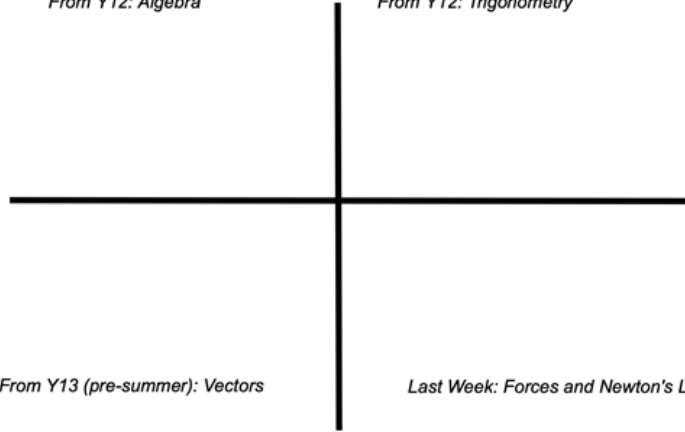 From Y12: Algebra
From Y12: Trigonometry
From Y13 (pre-summer): Vectors
Last Week: Forces and Newton's L